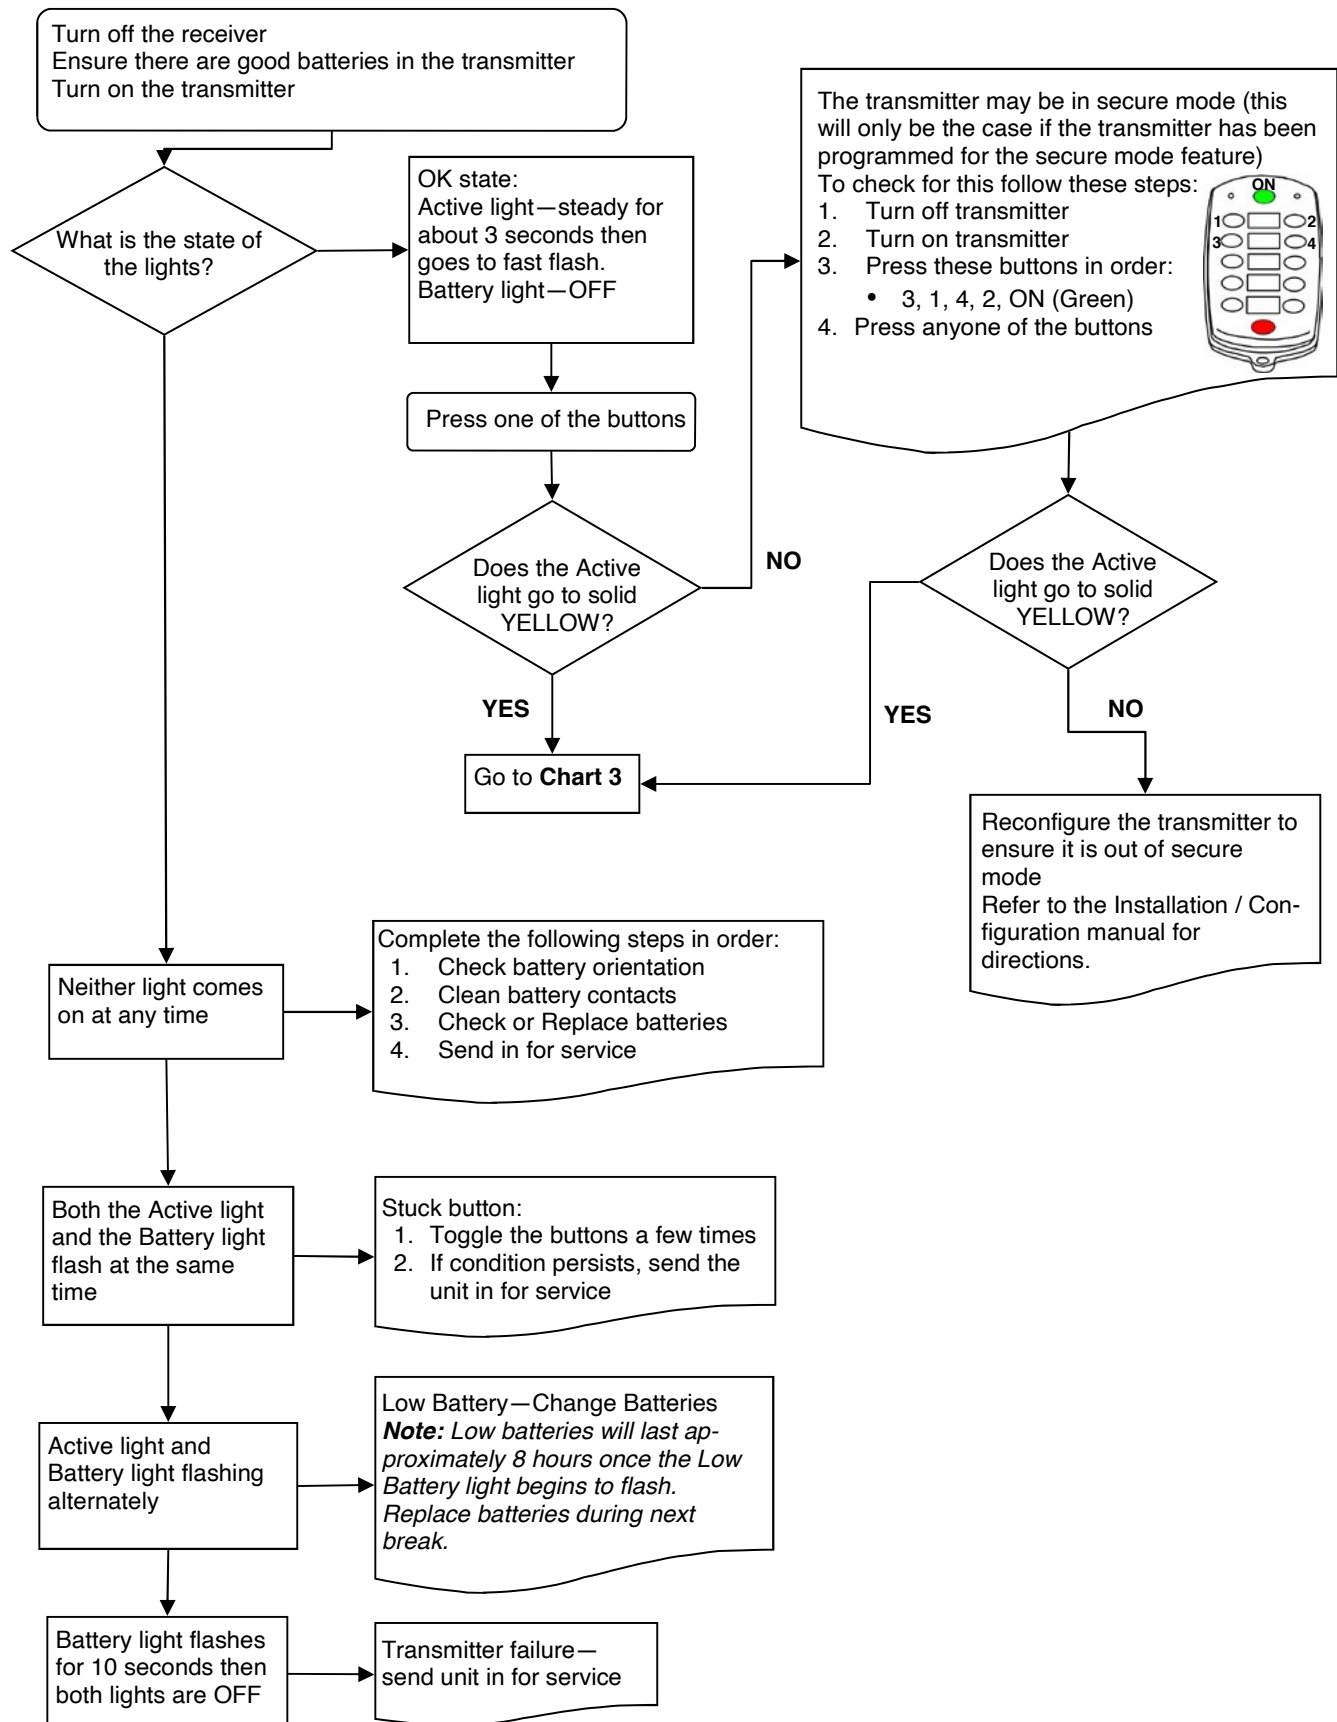 Turn off the receiver
Ensure there are good batteries in the transmitter
Turn on the transmitter
What is the state of
the lights?
OK state:
Active light—steady for
about 3 seconds then
goes to fast flash.
Battery light—OFF
Press one of the buttons
Does the Active
light go to solid
YELLOW?
NO
YES
Go to Chart 3
The transmitter may be in secure mode (this
will only be the case if the transmitter has been
programmed for the secure mode feature)
To check for this follow these steps:
1. Turn off transmitter
2. Turn on transmitter
3. Press these buttons in order:
• 3, 1, 4, 2, ON (Green)
4. Press anyone of the buttons
ON
1 2
3 4
Does the Active
light go to solid
YELLOW?
YES
NO
Reconfigure the transmitter to
ensure it is out of secure
mode
Refer to the Installation / Con-
figuration manual for
directions.
Neither light comes
on at any time
Complete the following steps in order:
1. Check battery orientation
2. Clean battery contacts
3. Check or Replace batteries
4. Send in for service
Both the Active light
and the Battery light
flash at the same
time
Stuck button:
1. Toggle the buttons a few times
2. If condition persists, send the
unit in for service
Active light and
Battery light flashing
alternately
Low Battery—Change Batteries
Note: Low batteries will last ap-
proximately 8 hours once the Low
Battery light begins to flash.
Replace batteries during next
break.
Battery light flashes
for 10 seconds then
both lights are OFF
Transmitter failure—
send unit in for service